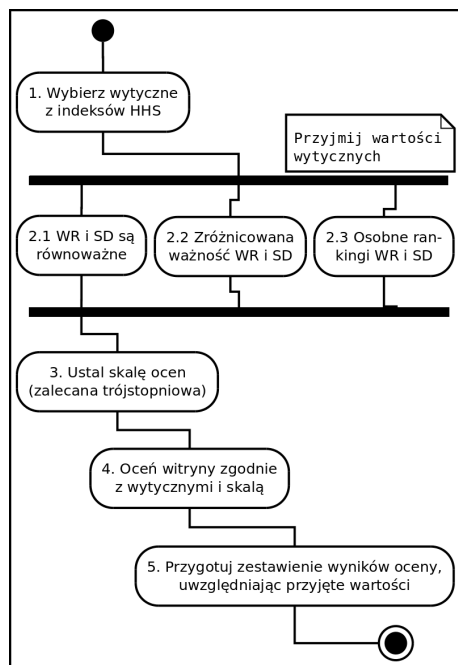 1. Wybierz wytyczne
z indeksów HHS
Przyjmij wartości
wytycznych
2.1 WR i SD są
równoważne
2.2 Zróżnicowana
ważność WR i SD
2.3 Osobne ran-
kingi WR i SD
3. Ustal skalę ocen
(zalecana trójstopniowa)
4. Oceń witryny zgodnie
z wytycznymi i skalą
5. Przygotuj zestawienie wyników oceny,
uwzględniając przyjęte wartości